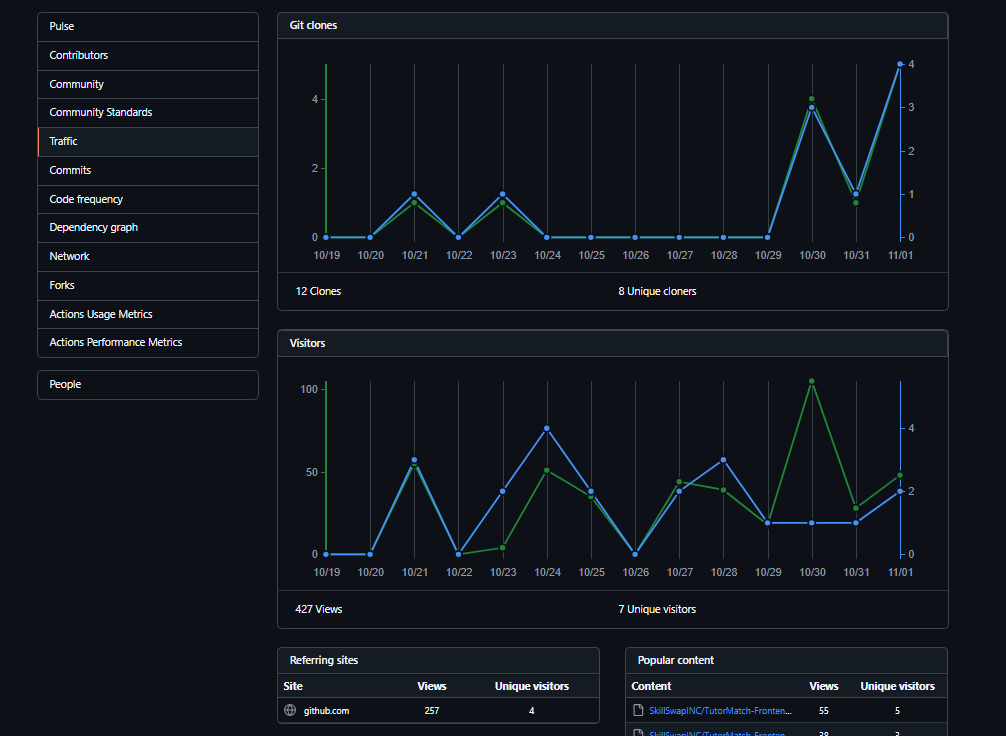 Pulse
Contributors
Community
Community Standards
Traffic
Commits
Code frequency
Dependency graph
Network
Forks
Actions Usage Metrics
Actions Performance Metrics
People
Git clones
4
2
0
4
3
2
1
0
10/19 10/20 10/21 10/22 10/23 10/24 10/25 10/26 10/27 10/28 10/29 10/30 10/31 11/01
12 Clones 8 Unique cloners
Visitors
100
50
0
4
2
0
10/19 10/20 10/21 10/22 10/23 10/24 10/25 10/26 10/27 10/28 10/29 10/30 10/31 11/01
427 Views 7 Unique visitors
Referring sites
Site Views Unique visitors
github.com 257 4
Popular content
Content Views Unique visitors
SkillSwapINC/TutorMatch-Fronten... 55 5
SkillSwapINC/TutorMatch-Fronten... 38 3